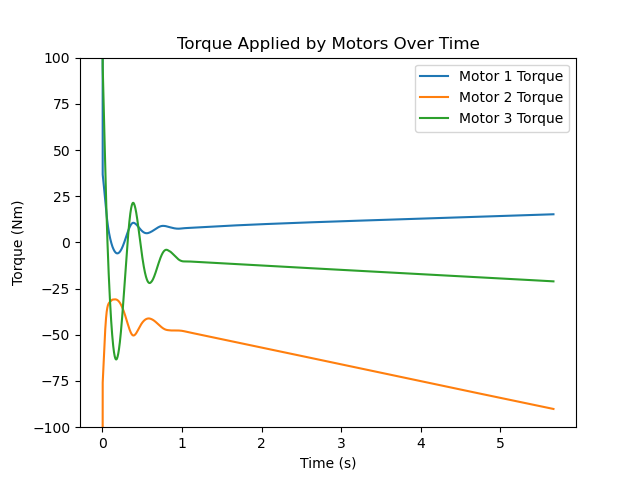 Torque Applied by Motors Over Time
Motor 1 Torque
Motor 2 Torque
Motor 3 Torque
100
75
50
25
0
−25
−50
−75
−100
Torque (Nm)
0 1 2 3 4 5
Time (s)